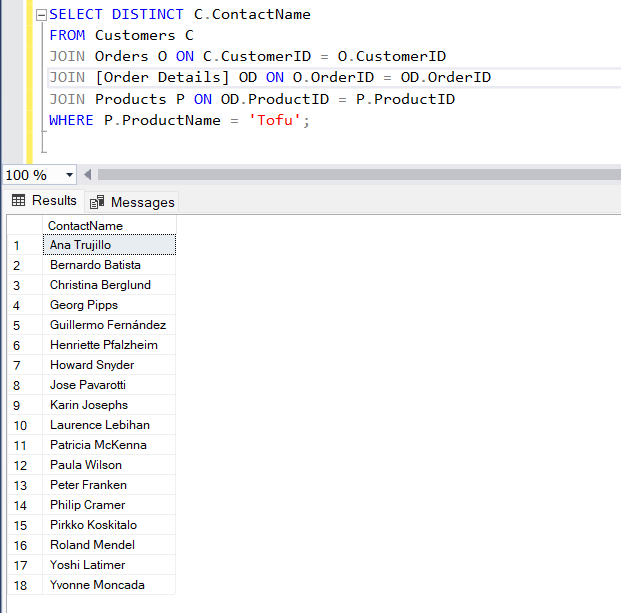 SELECT DISTINCT C.ContactName
FROM Customers C
JOIN Orders O ON C.CustomerID = O.CustomerID
JOIN [Order Details] OD ON O.OrderID = OD.OrderID
JOIN Products P ON OD.ProductID = P.ProductID
WHERE P.ProductName = 'Tofu';
100 %
Results Messages
ContactName
1 Ana Trujillo
2 Bernardo Batista
3 Christina Berglund
4 Georg Pipps
5 Guillermo Fernández
6 Henriette Pfalzheim
7 Howard Snyder
8 Jose Pavarotti
9 Karin Josephs
10 Laurence Lebihan
11 Patricia McKenna
12 Paula Wilson
13 Peter Franken
14 Philip Cramer
15 Pirkko Koskitalo
16 Roland Mendel
17 Yoshi Latimer
18 Yvonne Moncada